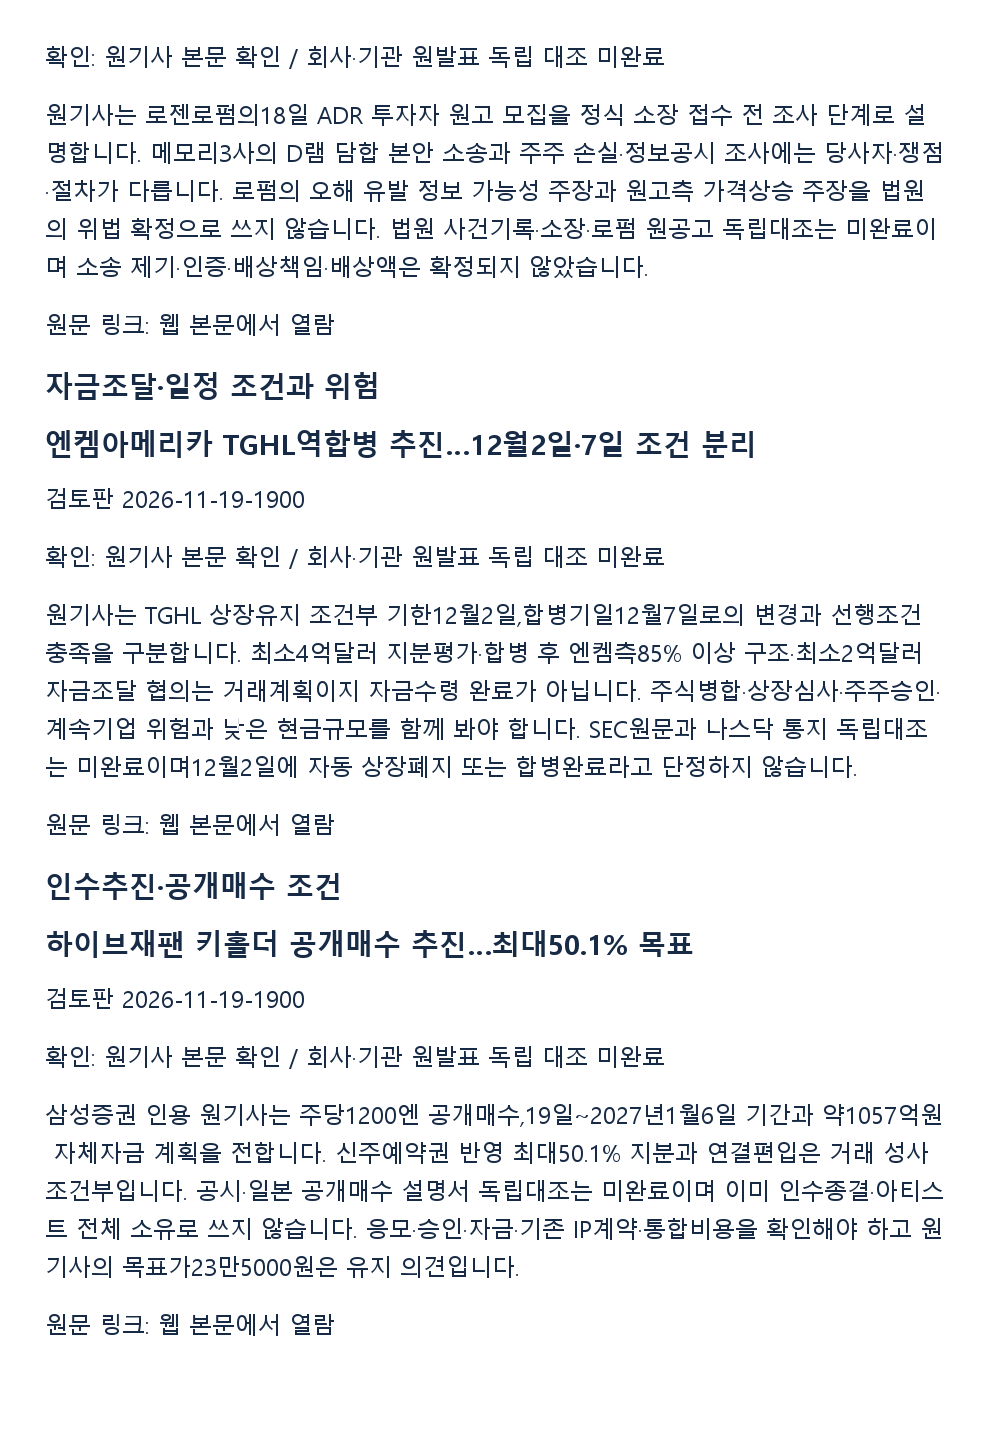 확인: 원기사 본문 확인 / 회사·기관 원발표 독립 대조 미완료
원기사는 로젠로펌의18일 ADR 투자자 원고 모집을 정식 소장 접수 전 조사 단계로 설
명합니다. 메모리3사의 D램 담합 본안 소송과 주주 손실·정보공시 조사에는 당사자·쟁점
·절차가 다릅니다. 로펌의 오해 유발 정보 가능성 주장과 원고측 가격상승 주장을 법원
의 위법 확정으로 쓰지 않습니다. 법원 사건기록·소장·로펌 원공고 독립대조는 미완료이
며 소송 제기·인증·배상책임·배상액은 확정되지 않았습니다.
원문 링크: 웹 본문에서 열람
자금조달·일정 조건과 위험
엔켐아메리카 TGHL역합병 추진...12월2일·7일 조건 분리
검토판 2026-11-19-1900
확인: 원기사 본문 확인 / 회사·기관 원발표 독립 대조 미완료
원기사는 TGHL 상장유지 조건부 기한12월2일,합병기일12월7일로의 변경과 선행조건
충족을 구분합니다. 최소4억달러 지분평가·합병 후 엔켐측85% 이상 구조·최소2억달러
자금조달 협의는 거래계획이지 자금수령 완료가 아닙니다. 주식병합·상장심사·주주승인·
계속기업 위험과 낮은 현금규모를 함께 봐야 합니다. SEC원문과 나스닥 통지 독립대조
는 미완료이며12월2일에 자동 상장폐지 또는 합병완료라고 단정하지 않습니다.
원문 링크: 웹 본문에서 열람
인수추진·공개매수 조건
하이브재팬 키홀더 공개매수 추진...최대50.1% 목표
검토판 2026-11-19-1900
확인: 원기사 본문 확인 / 회사·기관 원발표 독립 대조 미완료
삼성증권 인용 원기사는 주당1200엔 공개매수,19일~2027년1월6일 기간과 약1057억원
자체자금 계획을 전합니다. 신주예약권 반영 최대50.1% 지분과 연결편입은 거래 성사
조건부입니다. 공시·일본 공개매수 설명서 독립대조는 미완료이며 이미 인수종결·아티스
트 전체 소유로 쓰지 않습니다. 응모·승인·자금·기존 IP계약·통합비용을 확인해야 하고 원
기사의 목표가23만5000원은 유지 의견입니다.
원문 링크: 웹 본문에서 열람